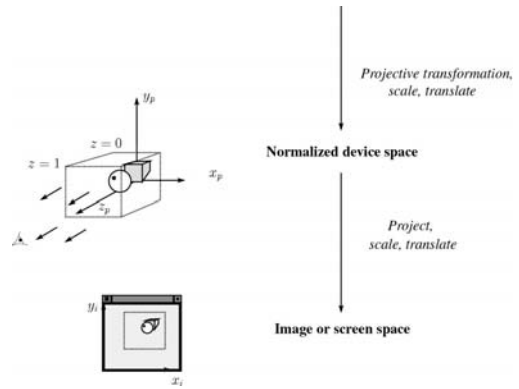 Projective transformation,
scale, translate
y_p
z = 0
z = 1
Normalized device space
x_p
z_p
Project,
scale, translate
y_i
Image or screen space
x_i